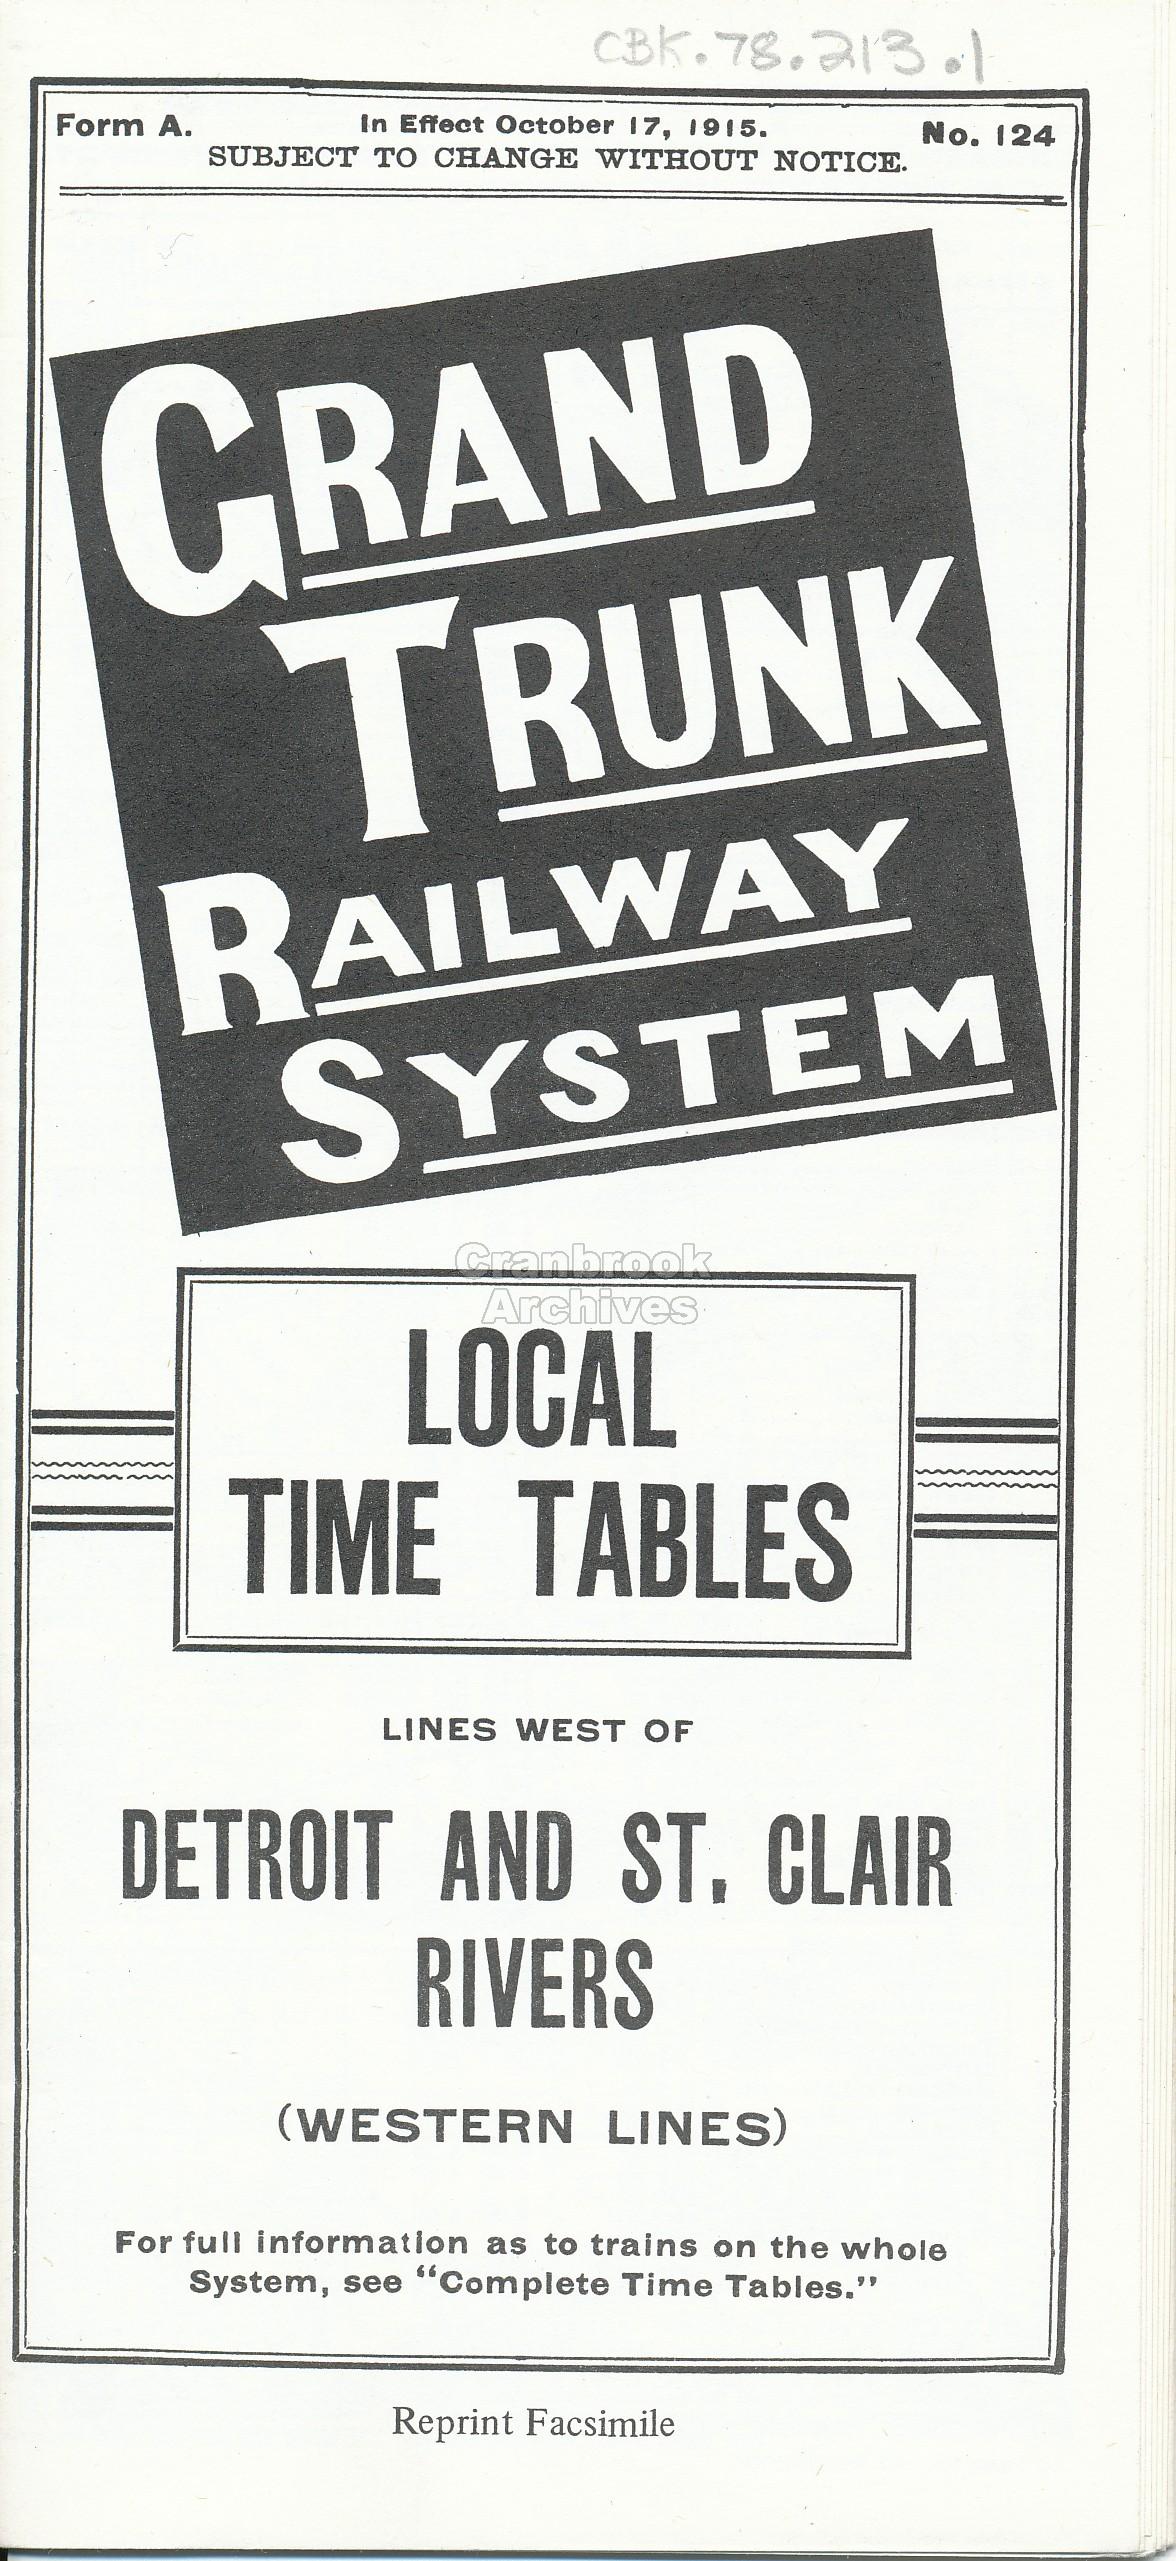 CBK.78.213.1
Form A.
In Effect October 17, 1915.
No. 124
SUBJECT TO CHANGE WITHOUT NOTICE.
GRAND
TRUNK
RAILWAY
SYSTEM
Cranbrook
Archives
LOCAL
TIME TABLES
LINES WEST OF
DETROIT AND ST. CLAIR
RIVERS
(WESTERN LINES)
For full information as to trains on the whole
System, see "Complete Time Tables."
Reprint Facsimile